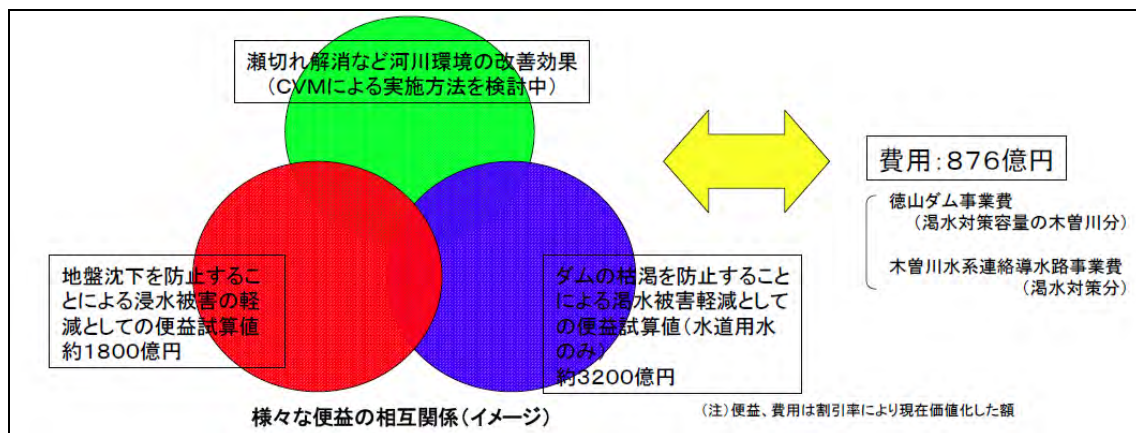 瀬切れ解消など河川環境の改善効果
（CVMによる実施方法を検討中）
費用：876億円
徳山ダム事業費
（渇水対策容量の木曽川分）
木曽川水系連絡導水路事業費
（渇水対策分）
地盤沈下を防止するこ
とによる浸水被害の軽
減としての便益試算値
約1800億円
ダムの枯渇を防止すること
による渇水被害軽減として
の便益試算値（水道用水
のみ）
約3200億円
様々な便益の相互関係（イメージ）
（注）便益、費用は割引率により現在価値化した額